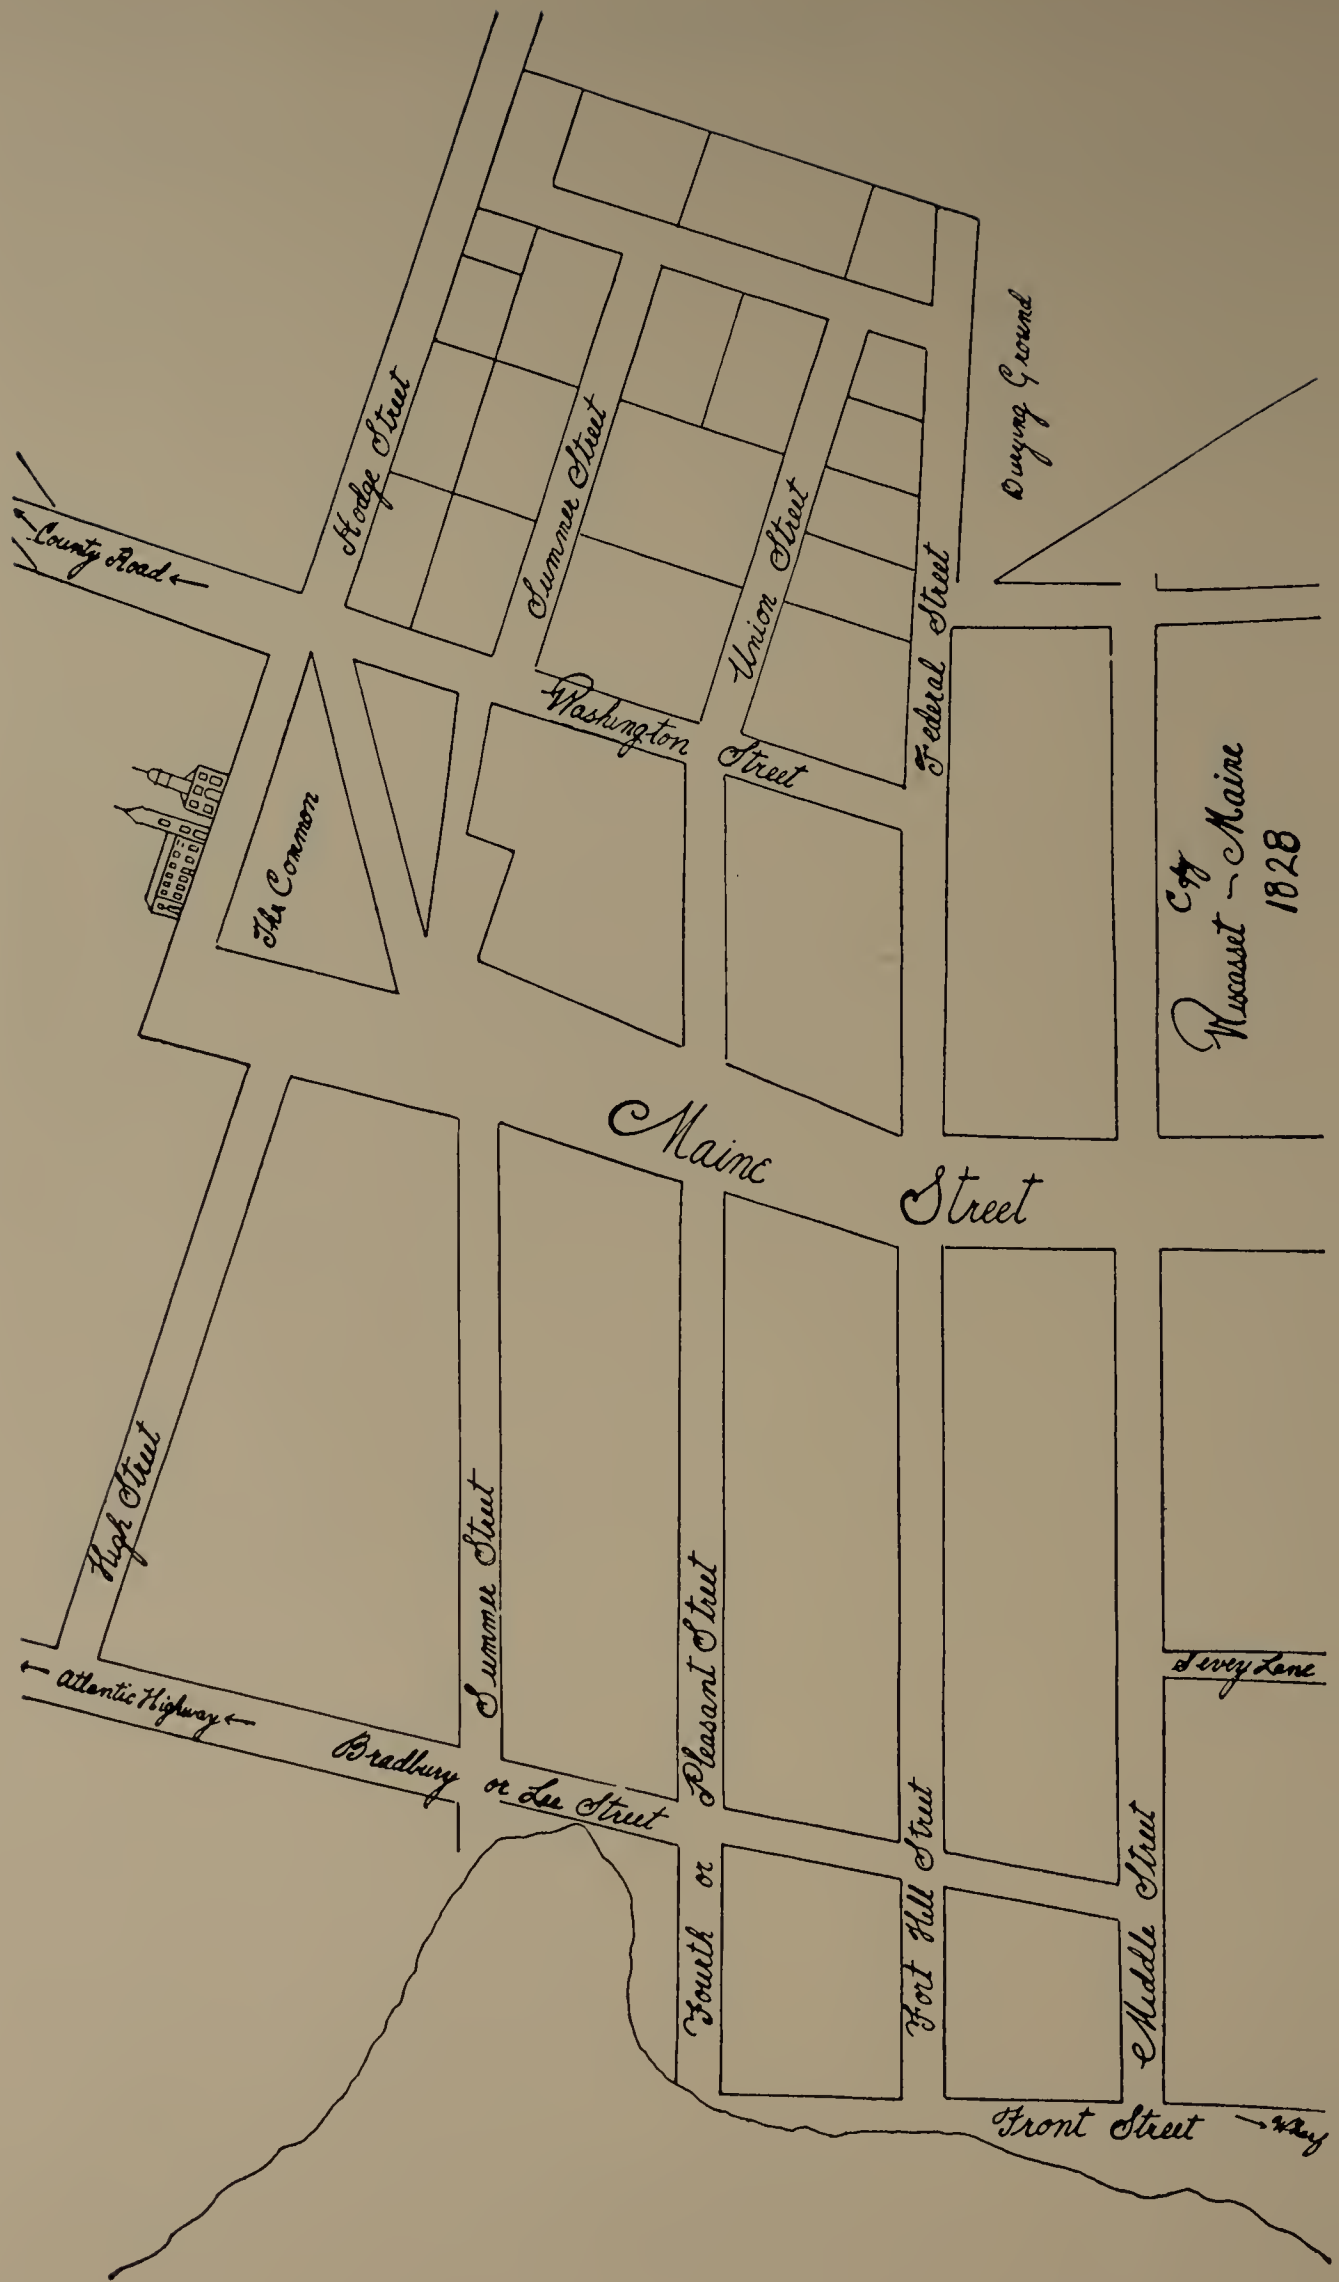 Hodge Street
Summer Street
Union Street
Federal Street
Burying Ground
County Road
Washington Street
The Common
City
Wiscasset - Maine
1828
Maine Street
High Street
Summer Street
Fourth or Pleasant Street
Fort Hill Street
Middle Street
Sevey Lane
Atlantic Highway
Bradbury or Lee Street
Front Street
Wharf